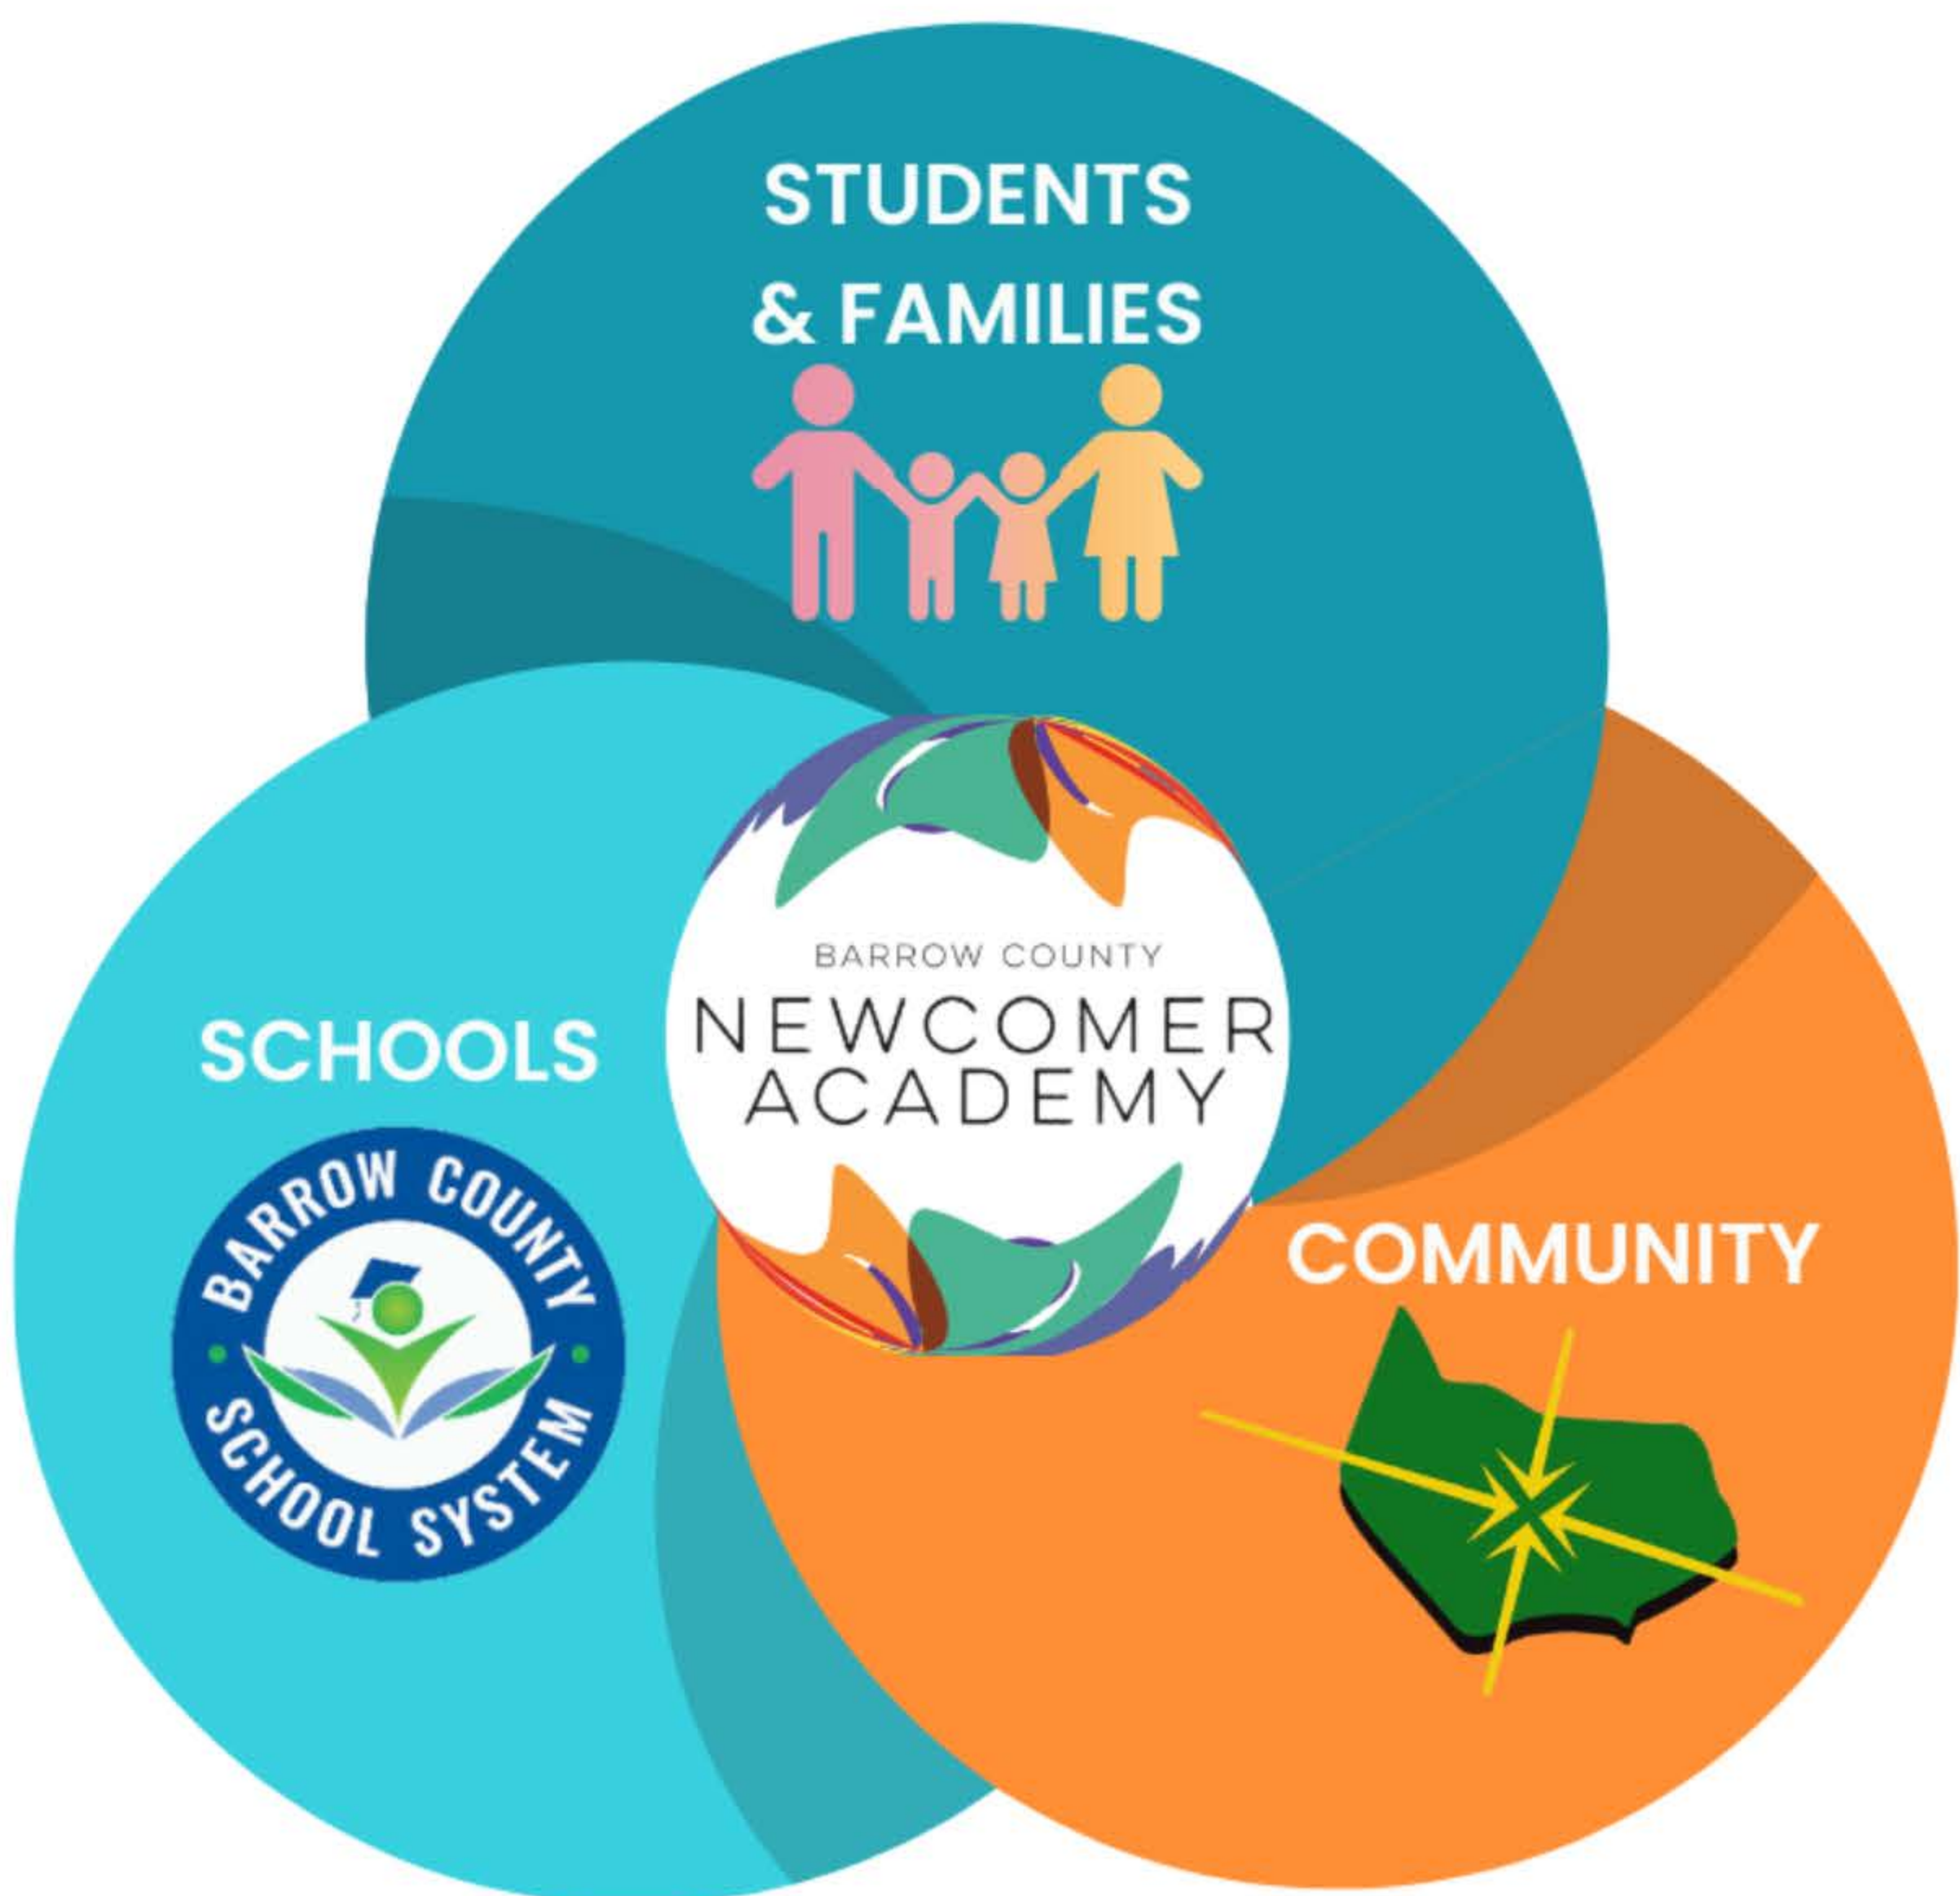 STUDENTS
& FAMILIES
BARROW COUNTY
NEWCOMER
ACADEMY
SCHOOLS
BARROW COUNTY
SCHOOL SYSTEM
COMMUNITY